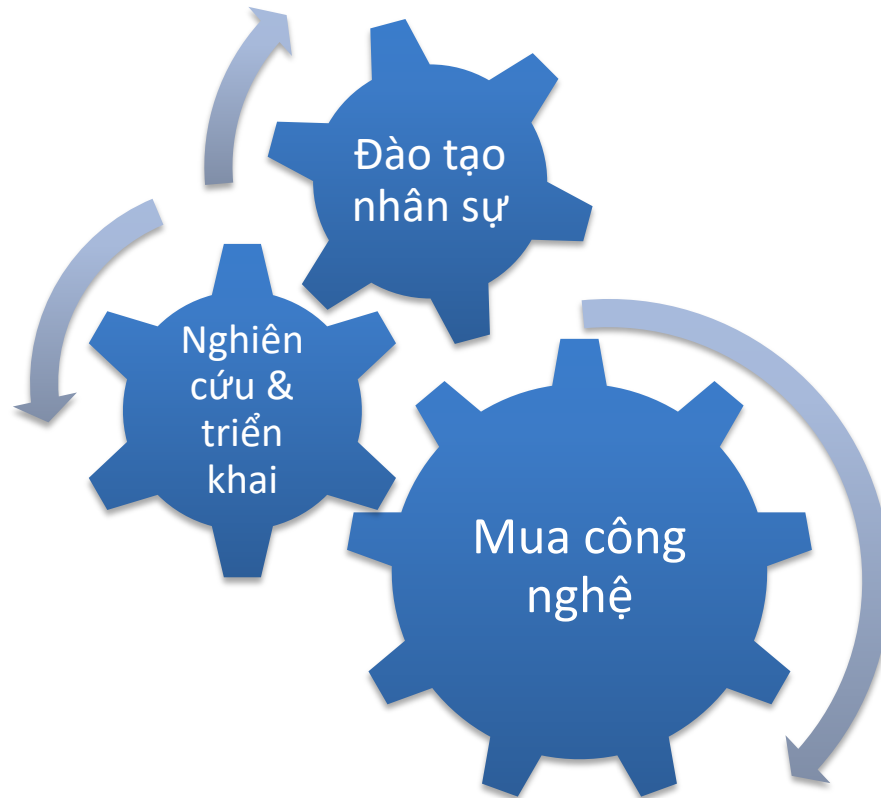 Đào tạo
nhân sự
Nghiên
cứu &
triển
khai
Mua công
nghệ